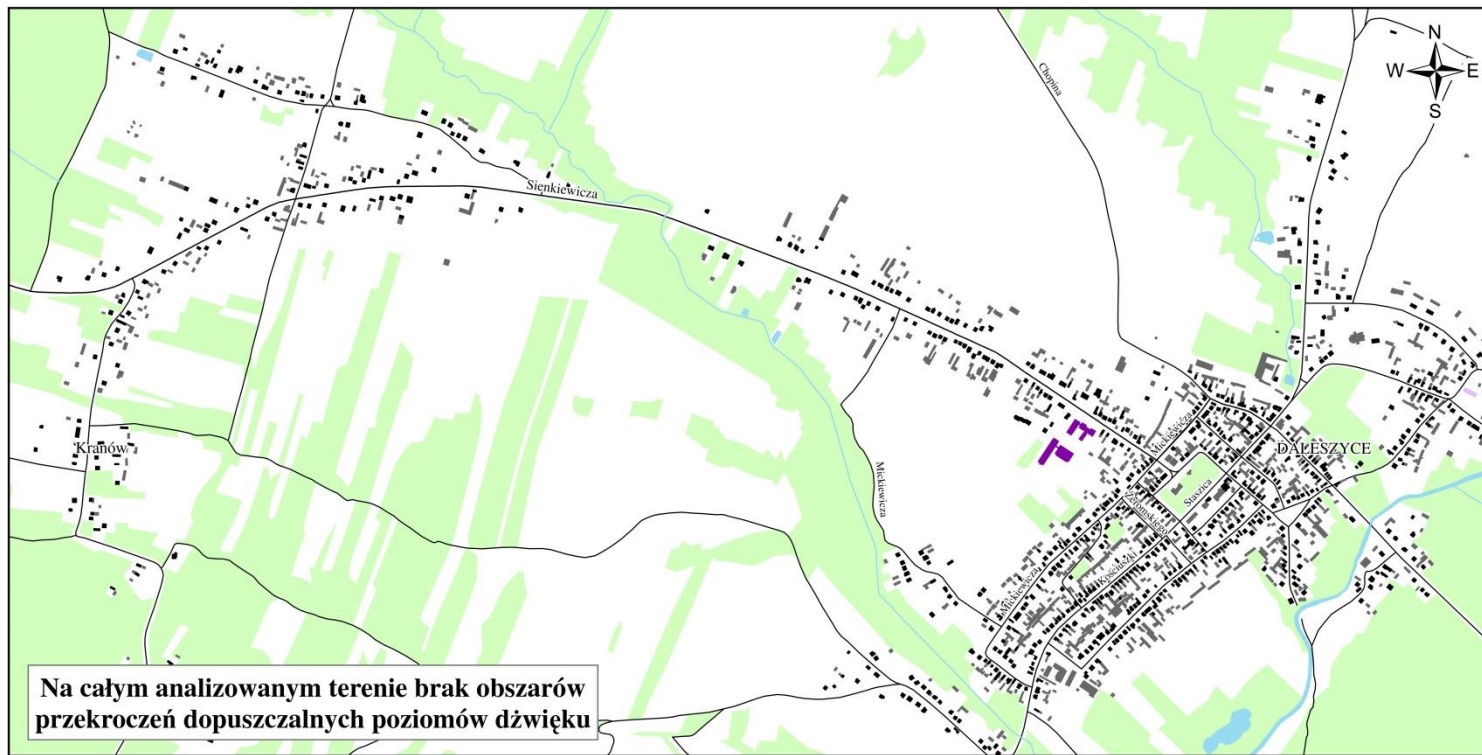 N
W E
S
Chopina
Sienkiewicza
Mickiewicza
DALESZYCE
Kranów
Staszica
Mickiewicza
Żeromskiego
Kościuszki
Mickiewicza
Na całym analizowanym terenie brak obszarów
przekroczeń dopuszczalnych poziomów dźwięku